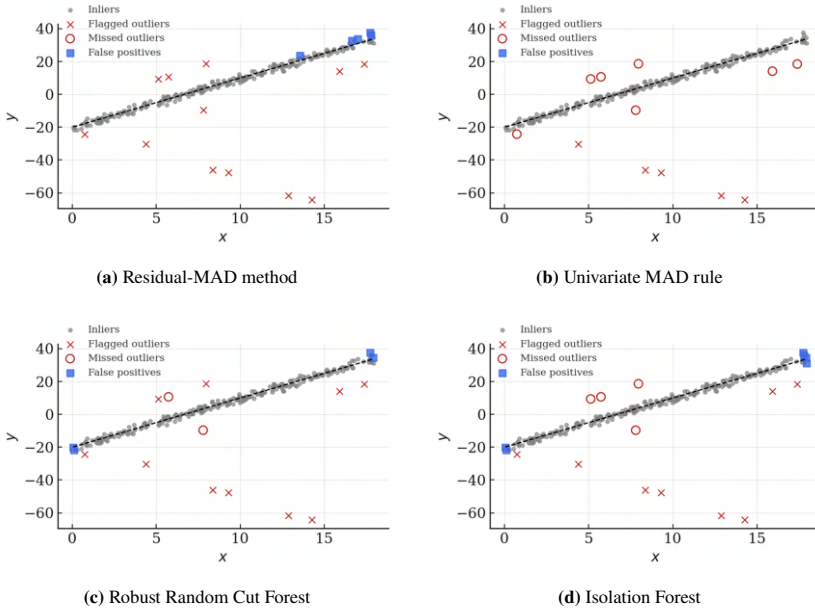 Inliers
Flagged outliers
Missed outliers
False positives
40
20
0
−20
−40
−60
y
0
5
10
15
x
(a) Residual-MAD method
Inliers
Flagged outliers
Missed outliers
False positives
40
20
0
−20
−40
−60
y
0
5
10
15
x
(b) Univariate MAD rule
Inliers
Flagged outliers
Missed outliers
False positives
40
20
0
−20
−40
−60
y
0
5
10
15
x
(c) Robust Random Cut Forest
Inliers
Flagged outliers
Missed outliers
False positives
40
20
0
−20
−40
−60
y
0
5
10
15
x
(d) Isolation Forest